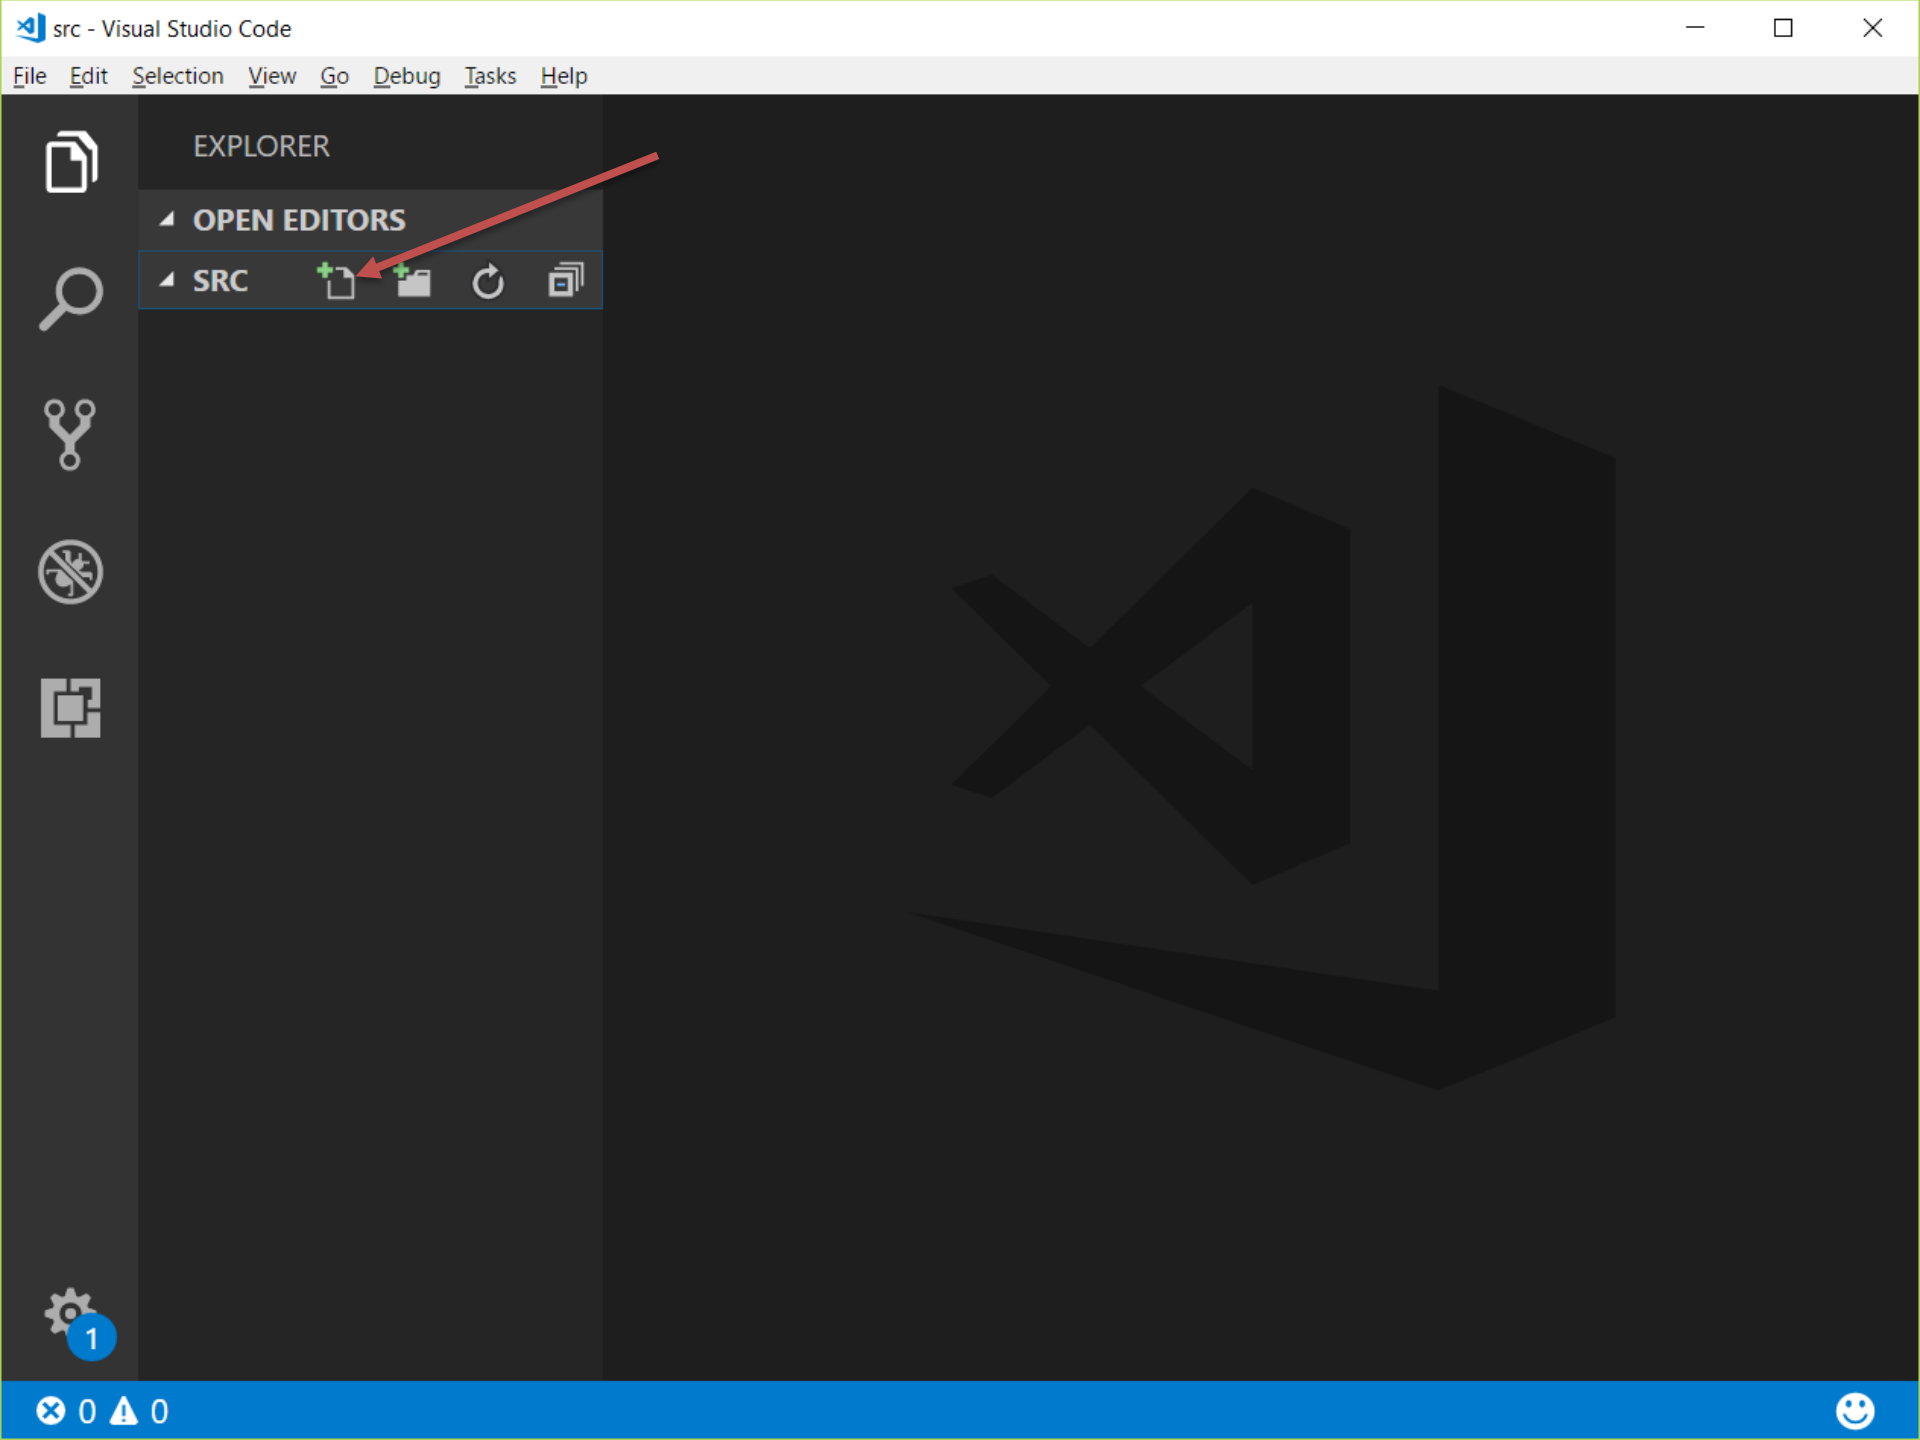 src - Visual Studio Code
File Edit Selection View Go Debug Tasks Help
EXPLORER
OPEN EDITORS
SRC
1
0 0